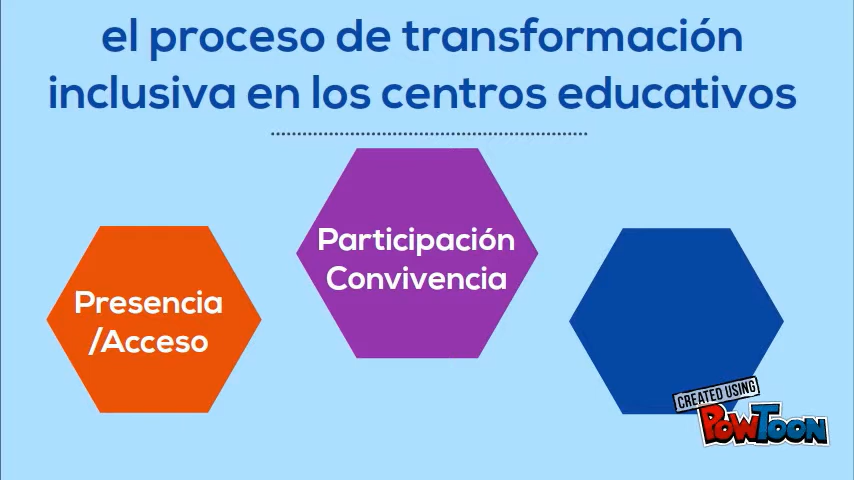 el proceso de transformación
inclusiva en los centros educativos
Participación
Convivencia
Presencia
/Acceso
CREATED USING
POWTOON